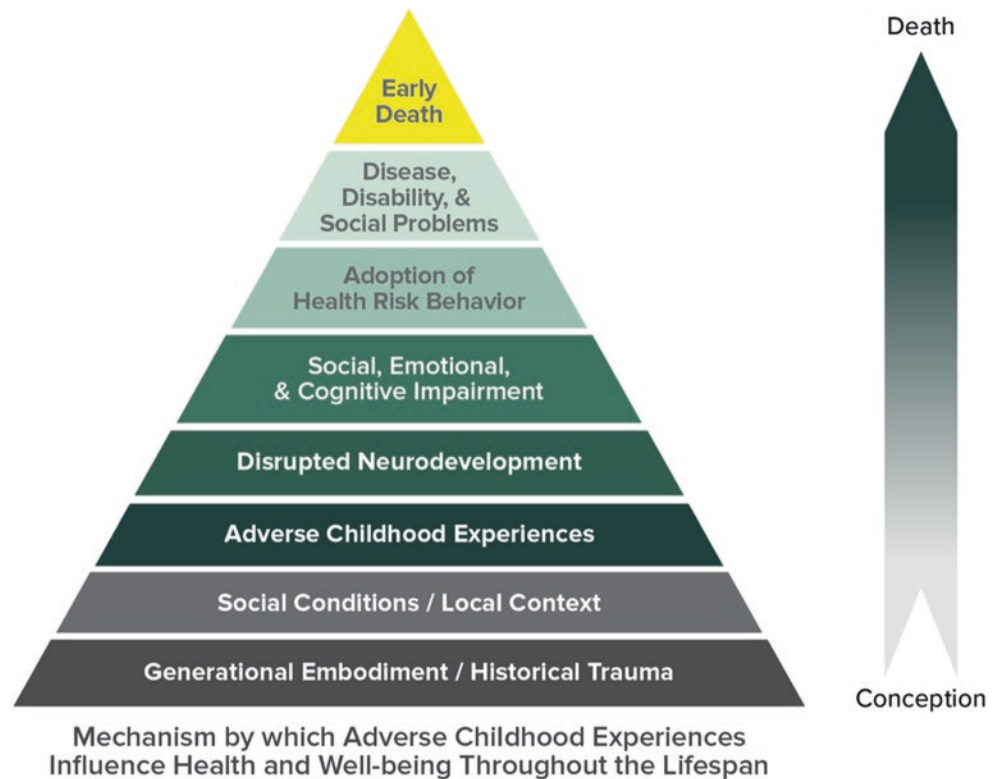 Death
Early
Death
Disease,
Disability, &
Social Problems
Adoption of
Health Risk Behavior
Social, Emotional,
& Cognitive Impairment
Disrupted Neurodevelopment
Adverse Childhood Experiences
Social Conditions / Local Context
Generational Embodiment / Historical Trauma
Conception
Mechanism by which Adverse Childhood Experiences
Influence Health and Well-being Throughout the Lifespan